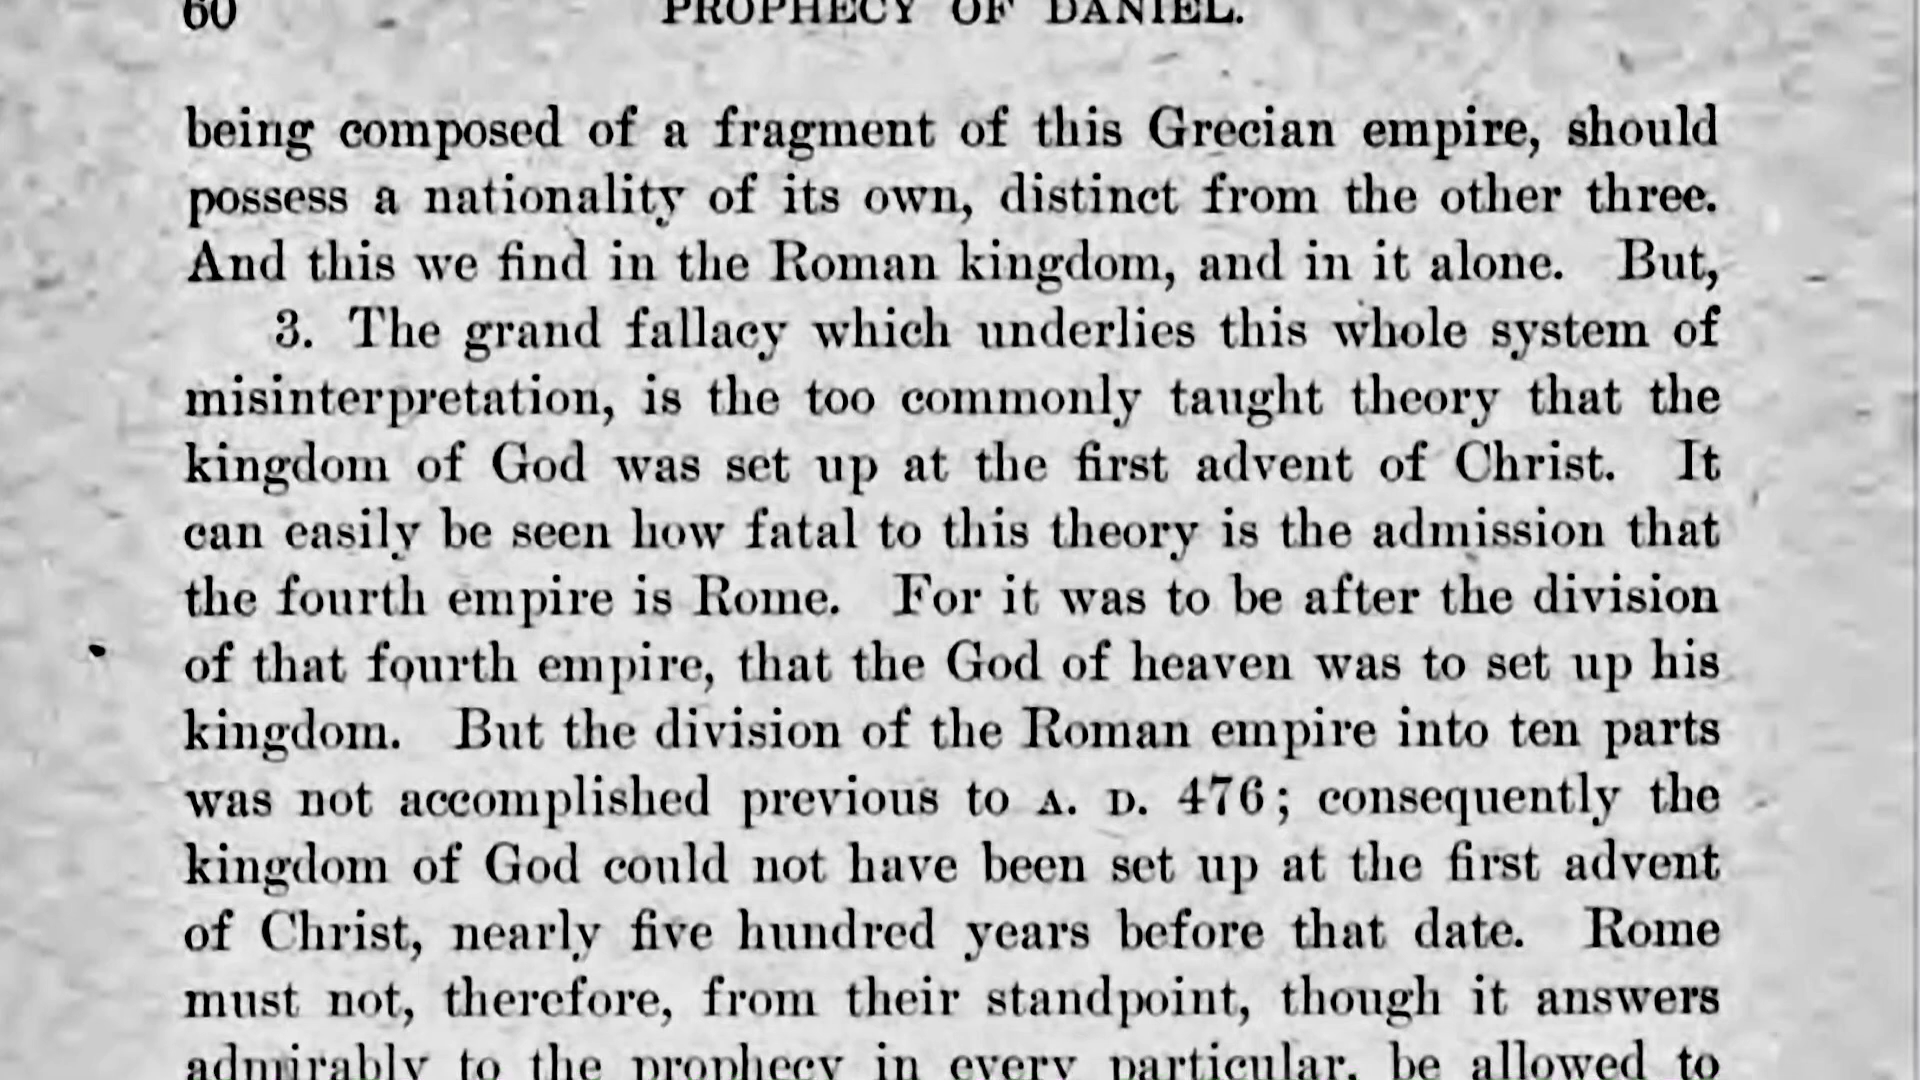 60 PROPHECY OF DANIEL.
being composed of a fragment of this Grecian empire, should
possess a nationality of its own, distinct from the other three.
And this we find in the Roman kingdom, and in it alone. But,
3. The grand fallacy which underlies this whole system of
misinterpretation, is the too commonly taught theory that the
kingdom of God was set up at the first advent of Christ. It
can easily be seen how fatal to this theory is the admission that
the fourth empire is Rome. For it was to be after the division
of that fourth empire, that the God of heaven was to set up his
kingdom. But the division of the Roman empire into ten parts
was not accomplished previous to A. D. 476; consequently the
kingdom of God could not have been set up at the first advent
of Christ, nearly five hundred years before that date. Rome
must not, therefore, from their standpoint, though it answers
admirably to the prophecy in every particular, be allowed to